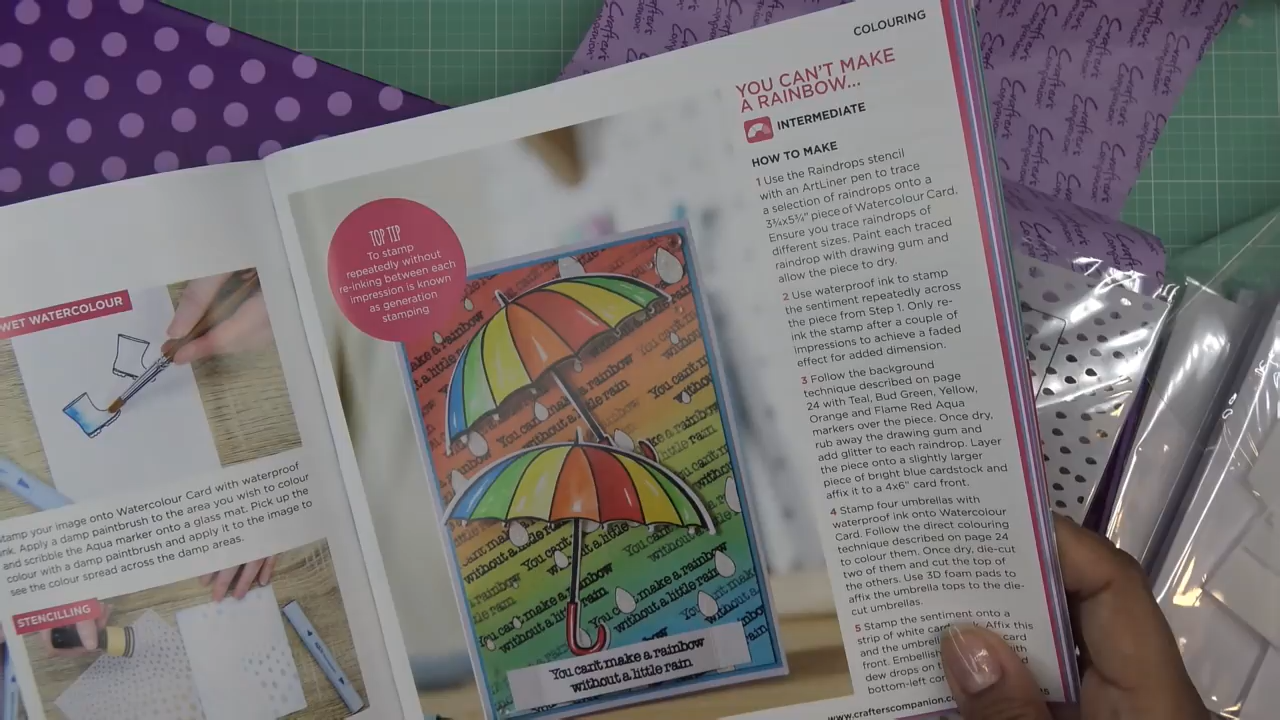 COLOURING
YOU CAN'T MAKE
A RAINBOW...
INTERMEDIATE
HOW TO MAKE
1 Use the Raindrops stencil
with an ArtLiner pen to trace
a selection of raindrops onto a
3¾x5¾" piece of Watercolour Card.
Ensure you trace raindrops of
different sizes. Paint each traced
raindrop with drawing gum and
allow the piece to dry.
2 Use waterproof ink to stamp
the sentiment repeatedly across
the piece from Step 1. Only re-
ink the stamp after a couple of
impressions to achieve a faded
effect for added dimension.
3 Follow the background
technique described on page
24 with Teal, Bud Green, Yellow,
Orange and Flame Red Aqua
markers over the piece. Once dry,
rub away the drawing gum and
add glitter to each raindrop. Layer
the piece onto a slightly larger
piece of bright blue cardstock and
affix it to a 4x6" card front.
4 Stamp four umbrellas with
waterproof ink onto Watercolour
Card. Follow the direct colouring
technique described on page 24
to colour them. Once dry, die-cut
two of them and cut the top of
the others. Use 3D foam pads to
affix the umbrella tops to the die-
cut umbrellas.
5 Stamp the sentiment onto a
strip of white Affix this
and the card
front. with
dew drops on
bottom-left
www.crafterscompanion
TOP TIP
To stamp
repeatedly without
re-inking between each
impression is known
as generation
stamping
You can't make a rainbow
without a little rain
WET WATERCOLOUR
your image onto Watercolour Card with waterproof
Apply a damp paintbrush to the area you wish to colour
and scribble the Aqua marker onto a glass mat. Pick up the
colour with a damp paintbrush and apply it to the image to
see the colour spread across the damp areas.
STENCILLING
Crafter's
Companion